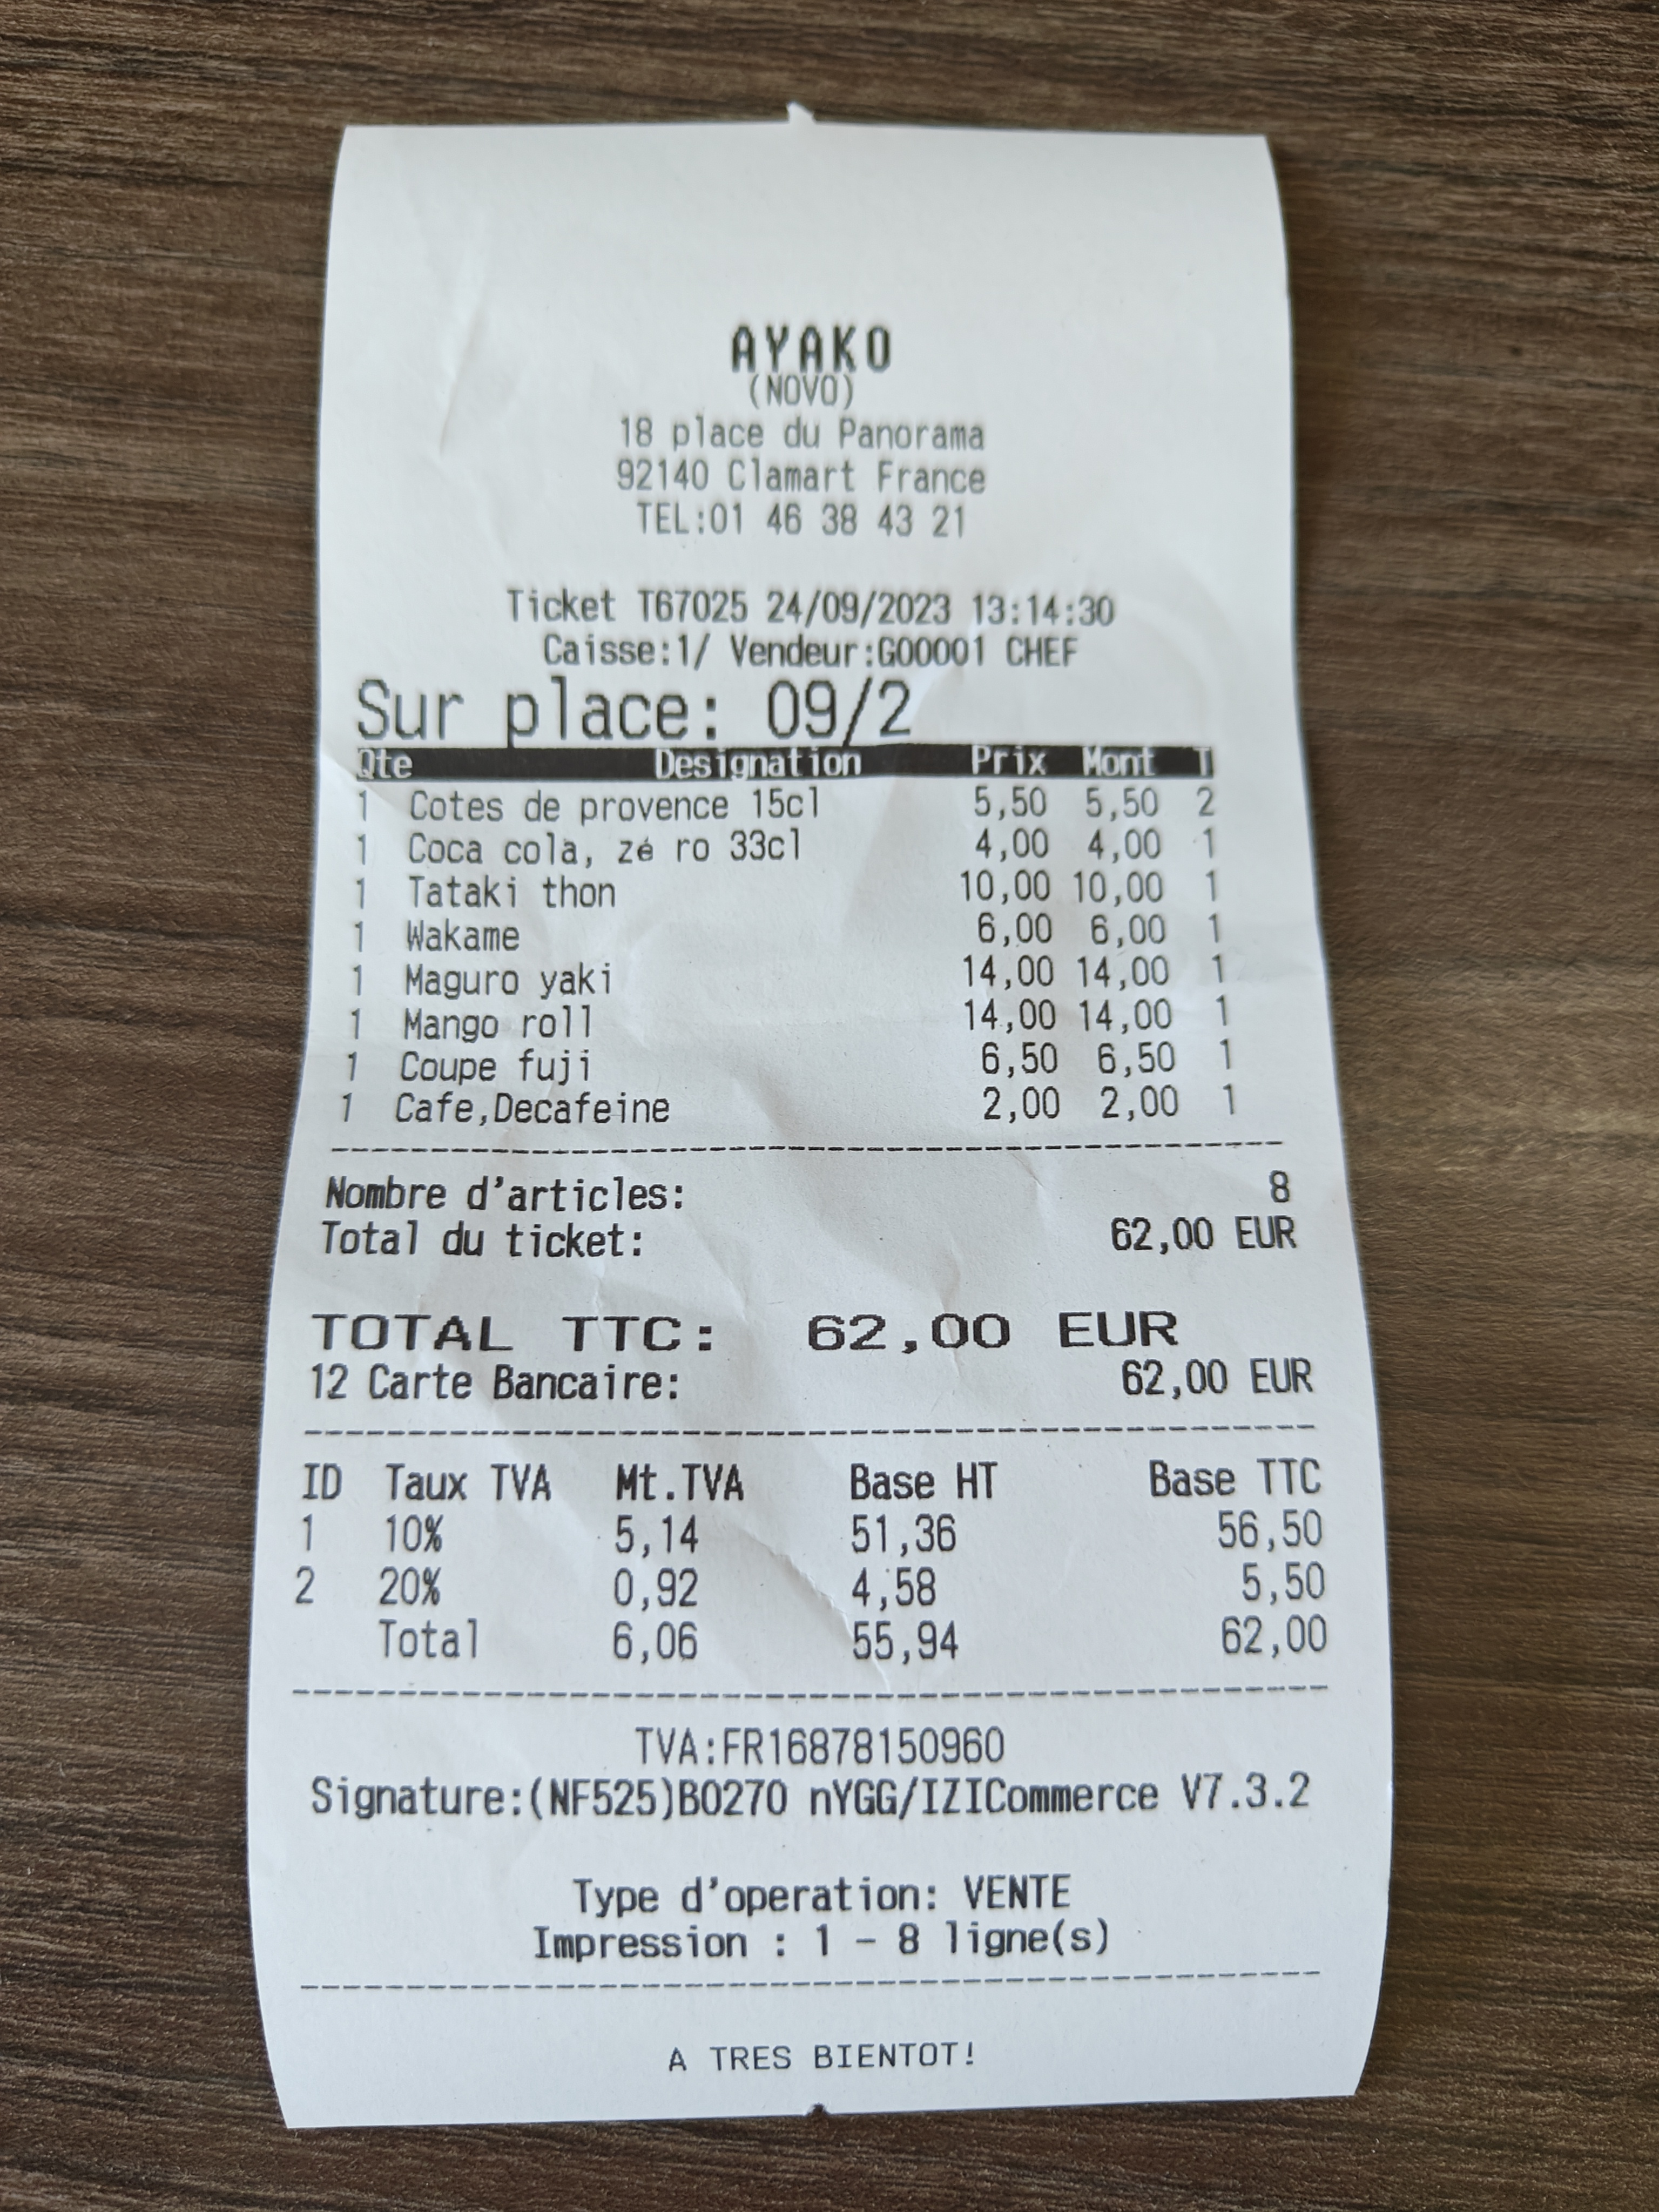 AYAKO
(NOVO)
18 place du Panorama
92140 Clamart France
TEL:01 46 38 43 21
Ticket T67025 24/09/2023 13:14:30
Caisse:1/ Vendeur:G00001 CHEF
Sur place: 09/2
Qte Designation Prix Mont T
1 Cotes de provence 15cl 5,50 5,50 2
1 Coca cola, zé ro 33cl 4,00 4,00 1
1 Tataki thon 10,00 10,00 1
1 Wakame 6,00 6,00 1
1 Maguro yaki 14,00 14,00 1
1 Mango roll 14,00 14,00 1
1 Coupe fuji 6,50 6,50 1
1 Cafe,Decafeine 2,00 2,00 1
Nombre d'articles: 8
Total du ticket: 62,00 EUR
TOTAL TTC: 62,00 EUR
12 Carte Bancaire: 62,00 EUR
ID Taux TVA Mt.TVA Base HT Base TTC
1 10% 5,14 51,36 56,50
2 20% 0,92 4,58 5,50
Total 6,06 55,94 62,00
TVA:FR16878150960
Signature:(NF525)B0270 nYGG/IZICommerce V7.3.2
Type d'operation: VENTE
Impression : 1 - 8 ligne(s)
A TRES BIENTOT!